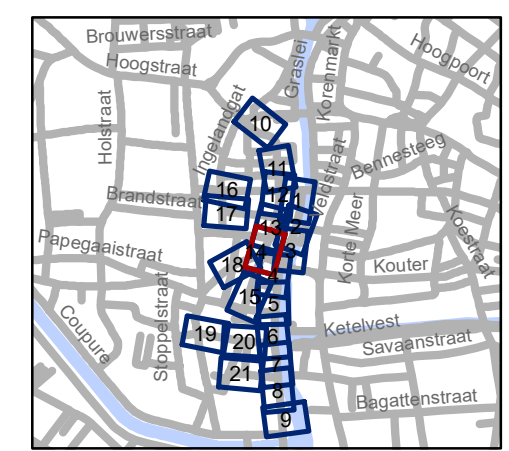 Brouwersstraat
Hoogstraat
Graslei
Korenmarkt
Hoogpoort
Holstraat
Ingelandgat
10
Bennesteeg
11
Veldstraat
Brandstraat
16
12
1
17
Korte Meer
Koestraat
13
2
Papegaaistraat
14
3
18
Kouter
4
15
5
Coupure
Stoppelstraat
19
20
6
Ketelvest
Savaanstraat
21
7
8
Bagattenstraat
9